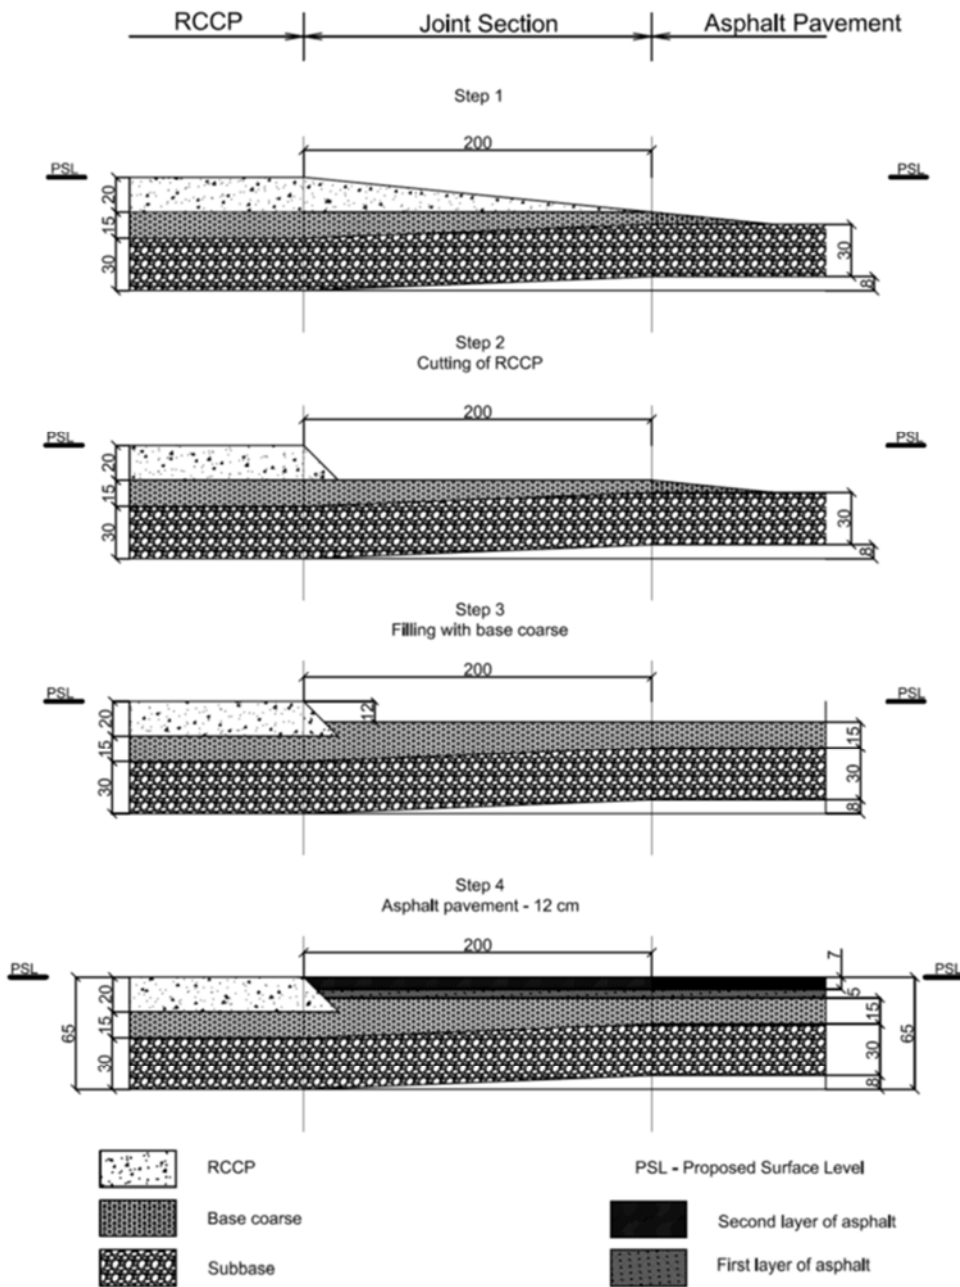 RCCP
Joint Section
Asphalt Pavement
Step 1
200
PSL
PSL
20
15
30
30
8
Step 2
Cutting of RCCP
200
PSL
PSL
20
15
30
30
8
Step 3
Filling with base coarse
200
PSL
PSL
20
15
30
12
15
30
8
Step 4
Asphalt pavement - 12 cm
200
PSL
PSL
65
20
15
30
7
5
15
30
8
65
RCCP
PSL - Proposed Surface Level
Base coarse
Second layer of asphalt
Subbase
First layer of asphalt